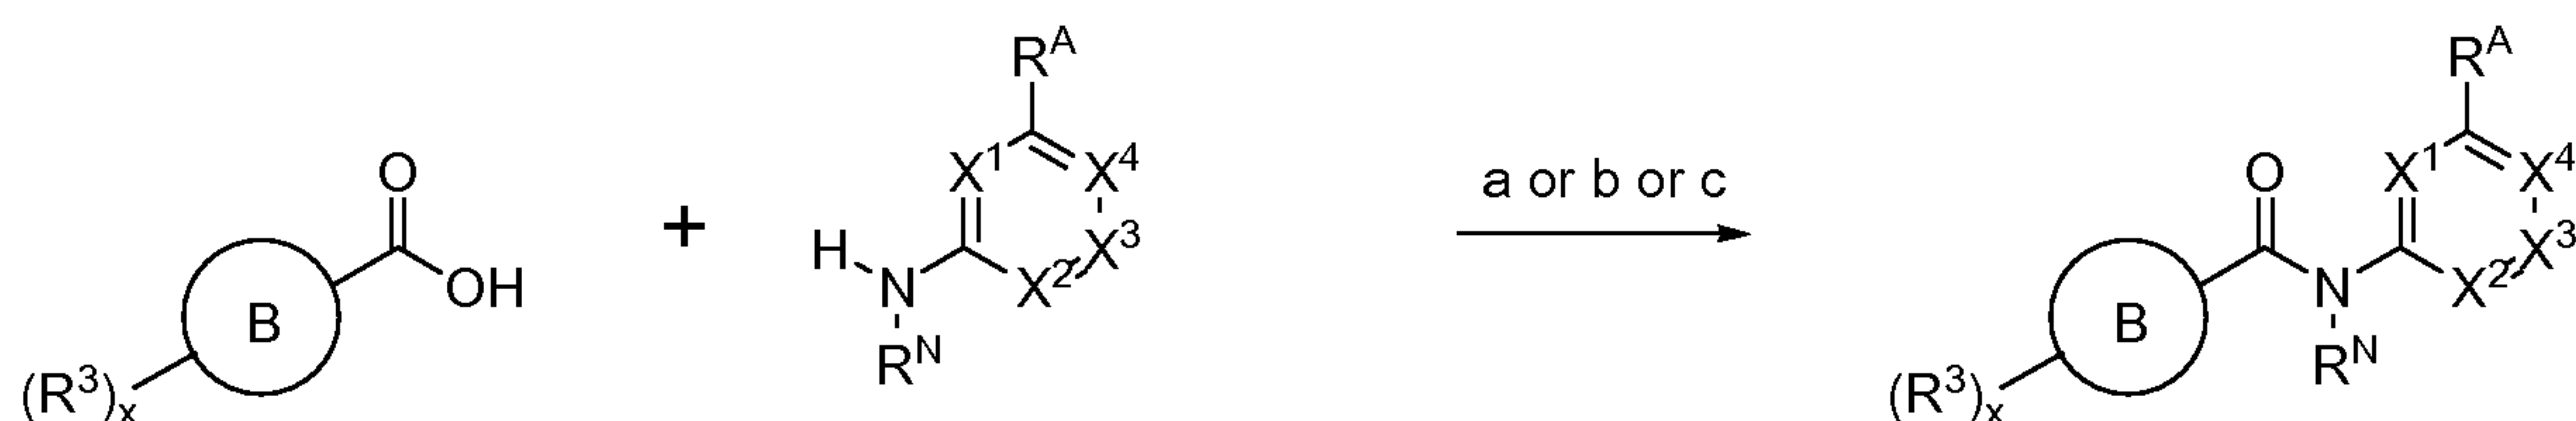 R^A R^A
O X^1 X^4 a or b or c O X^1 X^4
+ H X^3 X^3
B OH N X^2 B N X^2
(R^3)_x R^N (R^3)_x R^N